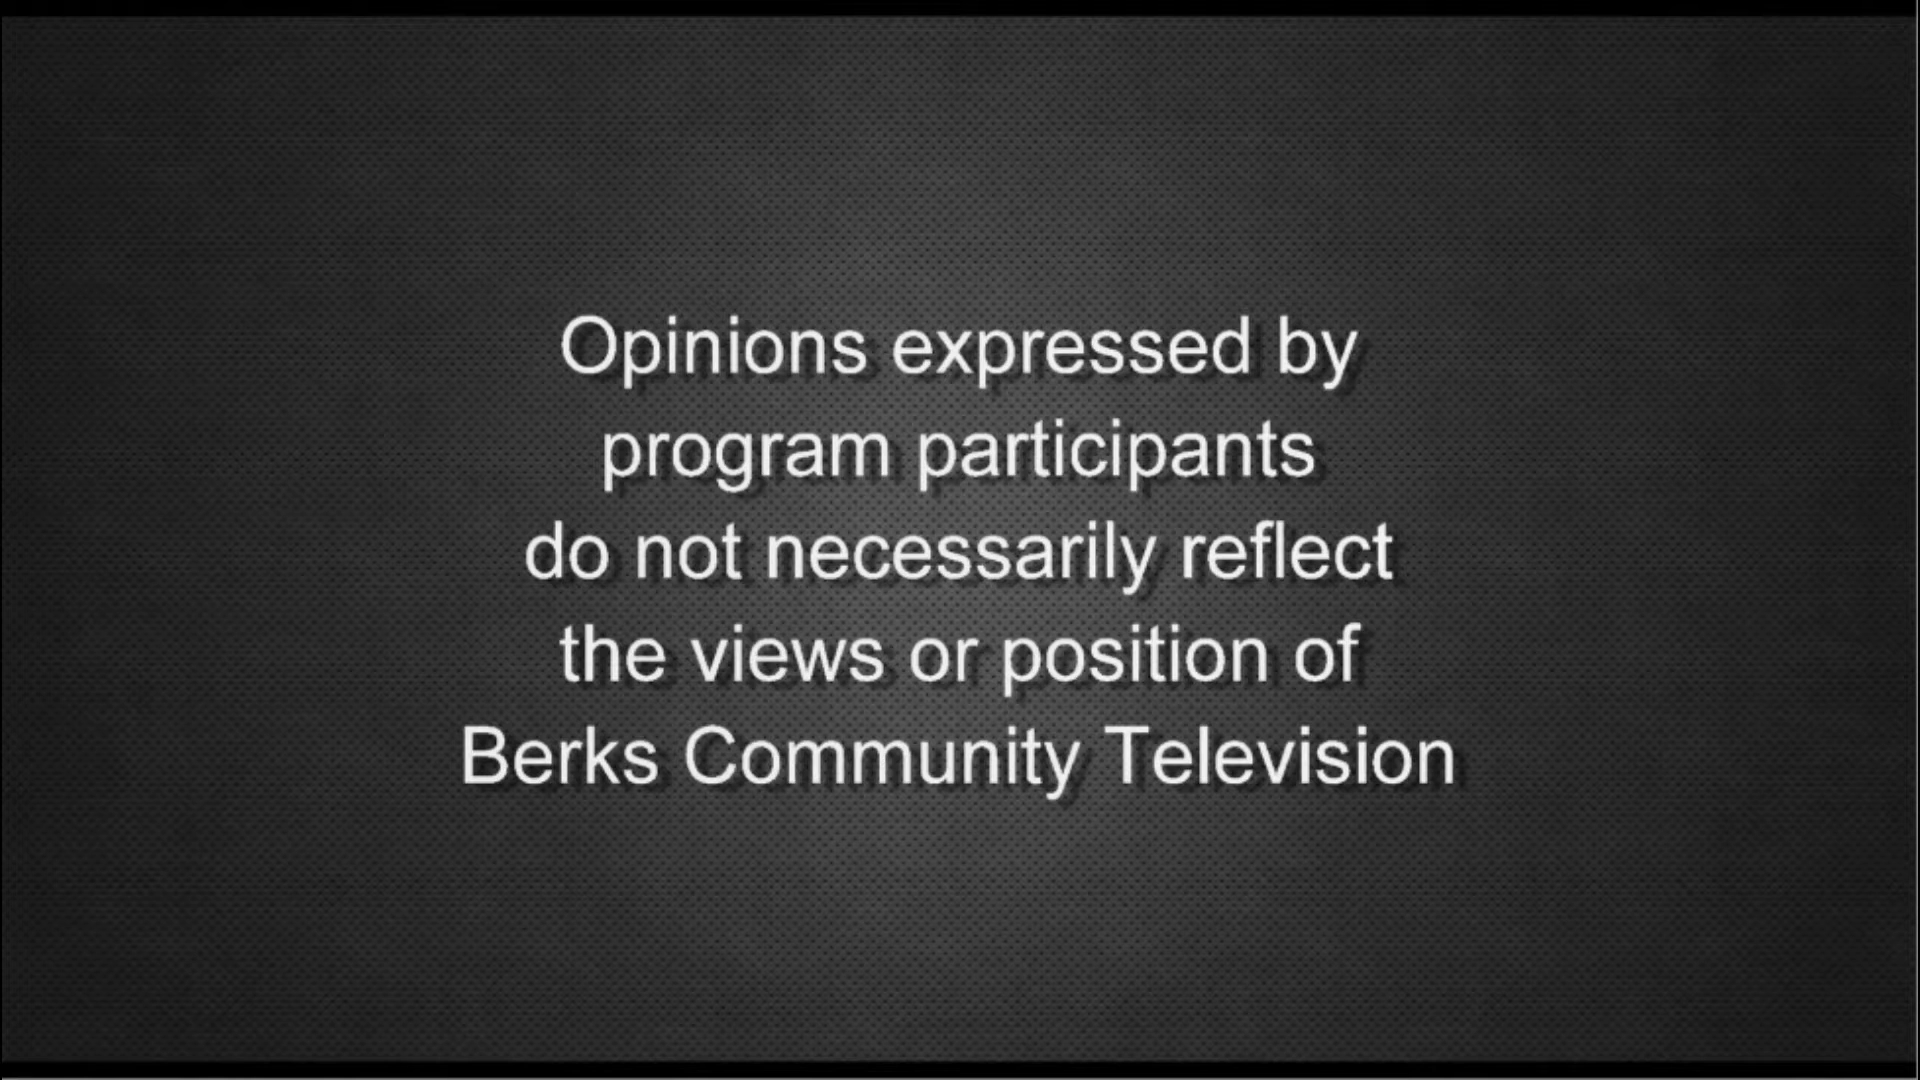 Opinions expressed by
program participants
do not necessarily reflect
the views or position of
Berks Community Television